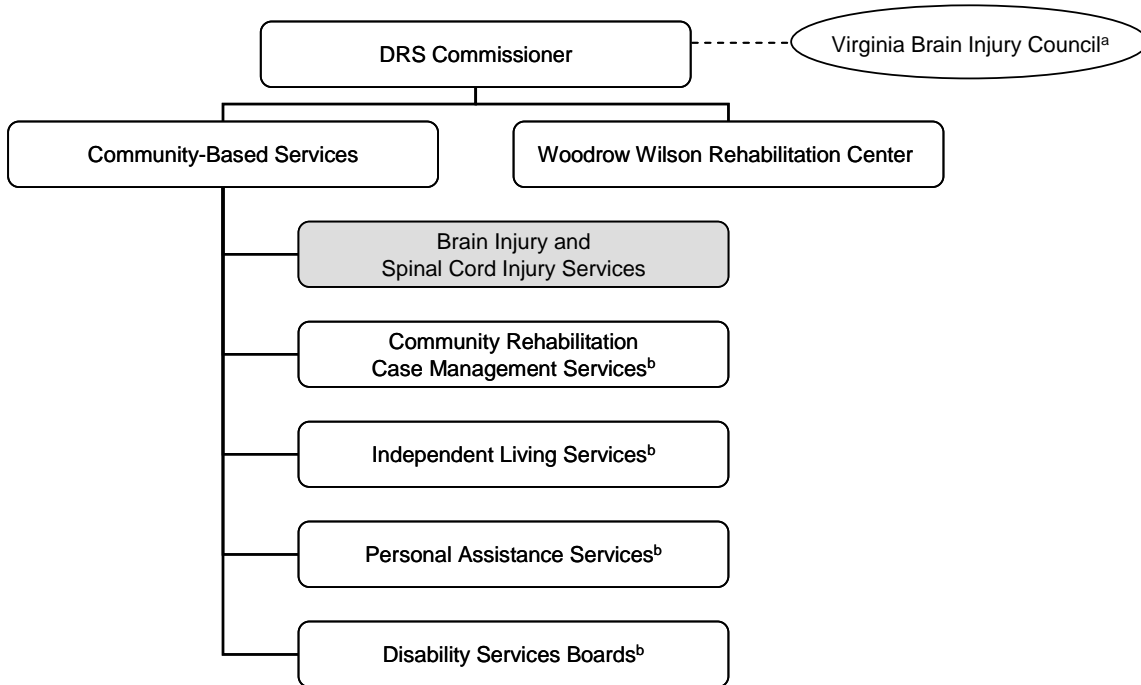 DRS Commissioner
Virginia Brain Injury Councilᵃ
Community-Based Services
Woodrow Wilson Rehabilitation Center
Brain Injury and
Spinal Cord Injury Services
Community Rehabilitation
Case Management Servicesᵇ
Independent Living Servicesᵇ
Personal Assistance Servicesᵇ
Disability Services Boardsᵇ